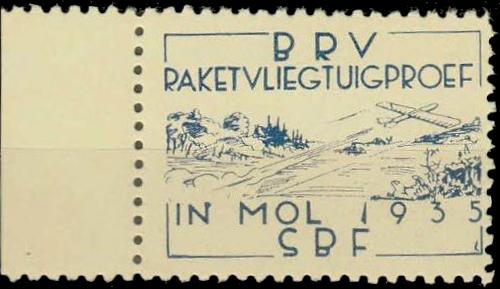 BRV
RAKETVLIEGTUIGPROEF
IN MOL 1935
SBF